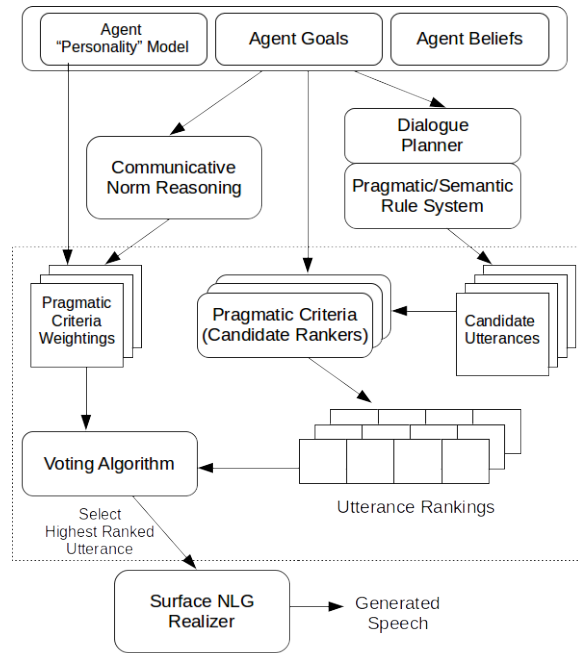 Agent
“Personality” Model
Agent Goals
Agent Beliefs
Dialogue
Planner
Communicative
Norm Reasoning
Pragmatic/Semantic
Rule System
Pragmatic
Criteria
Weightings
Pragmatic Criteria
(Candidate Rankers)
Candidate
Utterances
Voting Algorithm
Utterance Rankings
Select
Highest Ranked
Utterance
Surface NLG
Realizer
Generated
Speech